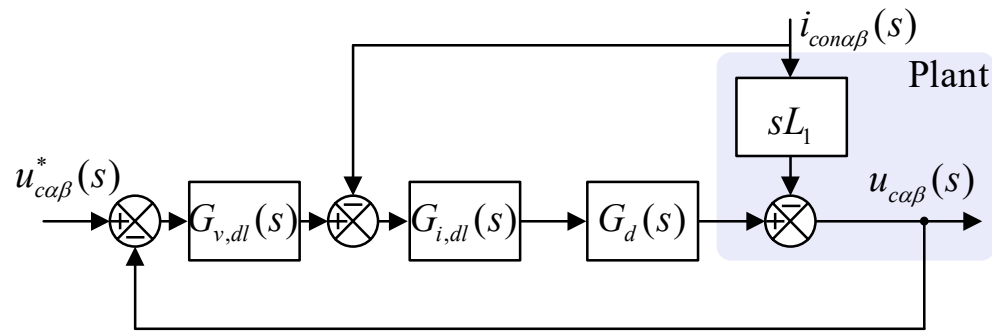 i_{conαβ}(s)
Plant
sL_1
u^*_{cαβ}(s)
u_{cαβ}(s)
+ − G_{v,dl}(s) + − G_{i,dl}(s) G_d(s) + −